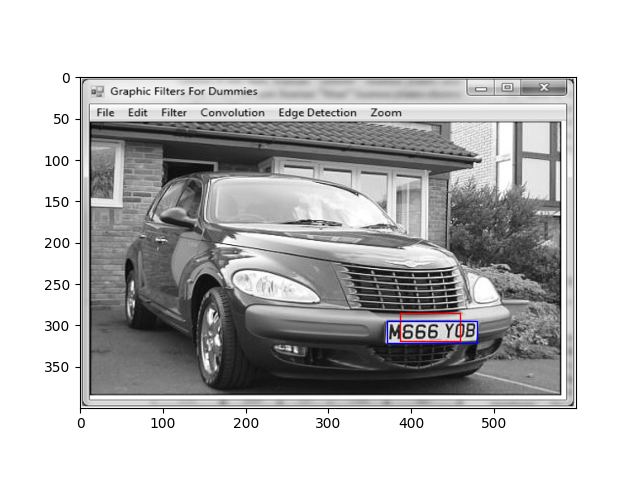 Graphic Filters For Dummies
File Edit Filter Convolution Edge Detection Zoom
M666 YOB
0
50
100
150
200
250
300
350
0 100 200 300 400 500